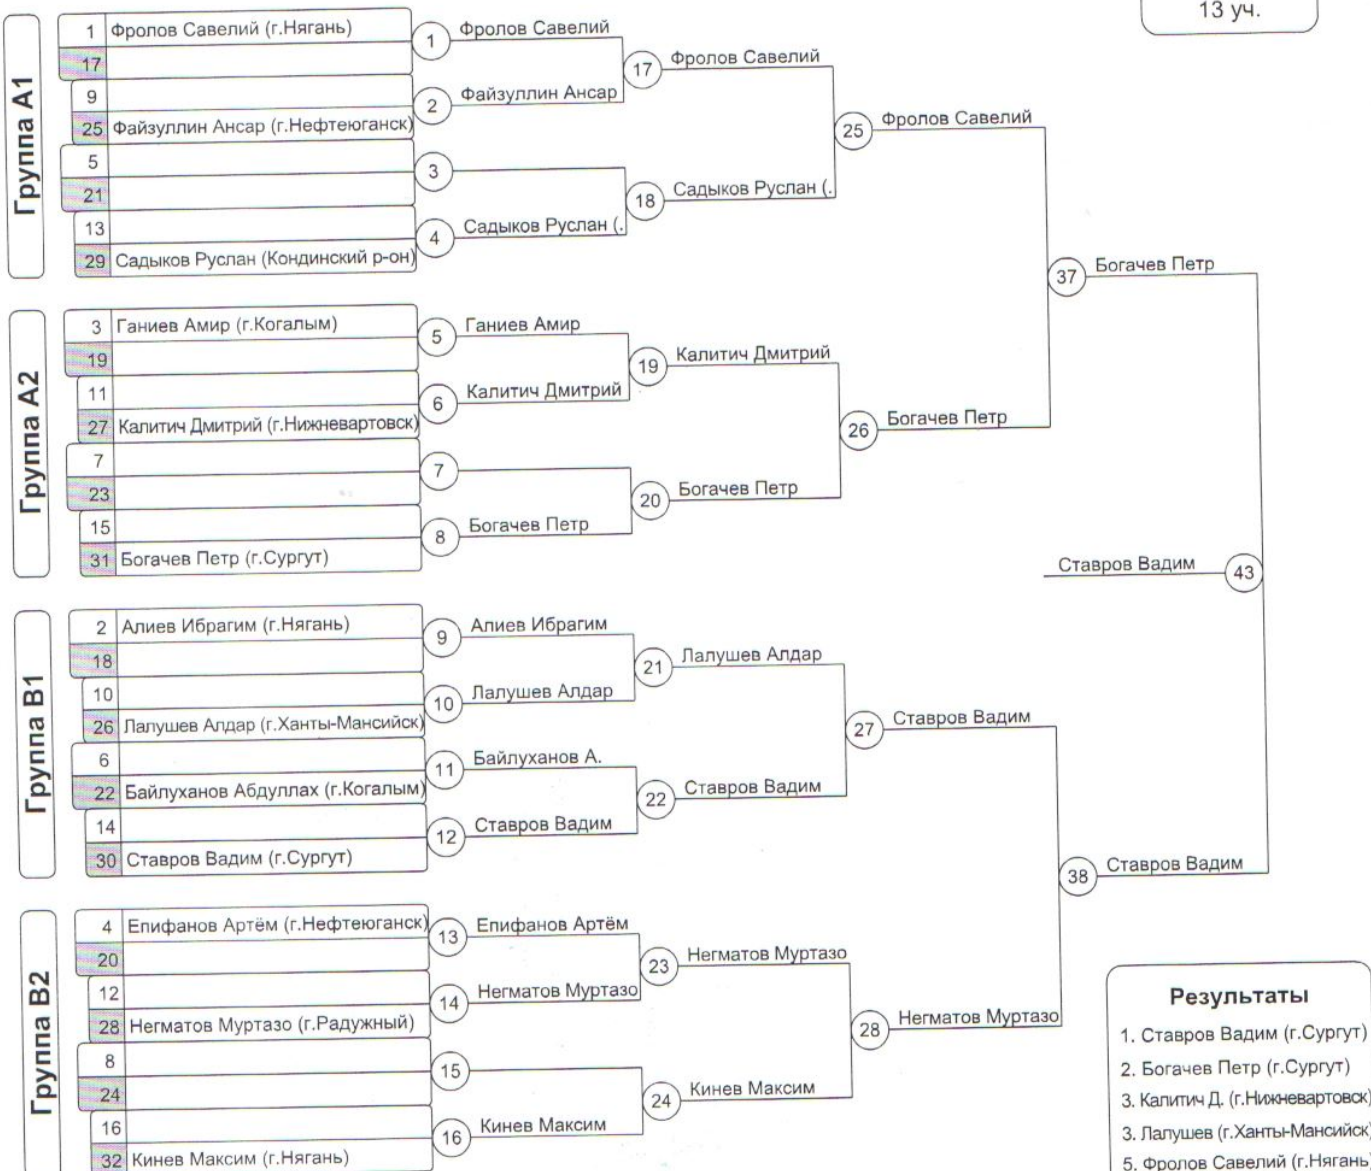 13 уч.
Группа А1
1 Фролов Савелий (г.Нягань)
17
9
25 Файзуллин Ансар (г.Нефтеюганск)
5
21
13
29 Садыков Руслан (Кондинский р-он)
1 Фролов Савелий
2 Файзуллин Ансар
3
4 Садыков Руслан (.
17 Фролов Савелий
18 Садыков Руслан (.
25 Фролов Савелий
Группа А2
3 Ганиев Амир (г.Когалым)
19
11
27 Калитич Дмитрий (г.Нижневартовск)
7
23
15
31 Богачев Петр (г.Сургут)
5 Ганиев Амир
6 Калитич Дмитрий
7
8 Богачев Петр
19 Калитич Дмитрий
20 Богачев Петр
26 Богачев Петр
37 Богачев Петр
Группа В1
2 Алиев Ибрагим (г.Нягань)
18
10
26 Лалушев Алдар (г.Ханты-Мансийск)
6
22 Байлуханов Абдуллах (г.Когалым)
14
30 Ставров Вадим (г.Сургут)
9 Алиев Ибрагим
10 Лалушев Алдар
11 Байлуханов А.
12 Ставров Вадим
21 Лалушев Алдар
22 Ставров Вадим
27 Ставров Вадим
Группа В2
4 Епифанов Артём (г.Нефтеюганск)
20
12
28 Негматов Муртазо (г.Радужный)
8
24
16
32 Кинев Максим (г.Нягань)
13 Епифанов Артём
14 Негматов Муртазо
15
16 Кинев Максим
23 Негматов Муртазо
24 Кинев Максим
28 Негматов Муртазо
38 Ставров Вадим
Ставров Вадим 43
Результаты
1. Ставров Вадим (г.Сургут)
2. Богачев Петр (г.Сургут)
3. Калитич Д. (г.Нижневартовск)
3. Лалушев (г.Ханты-Мансийск)
5. Фролов Савелий (г.Нягань)